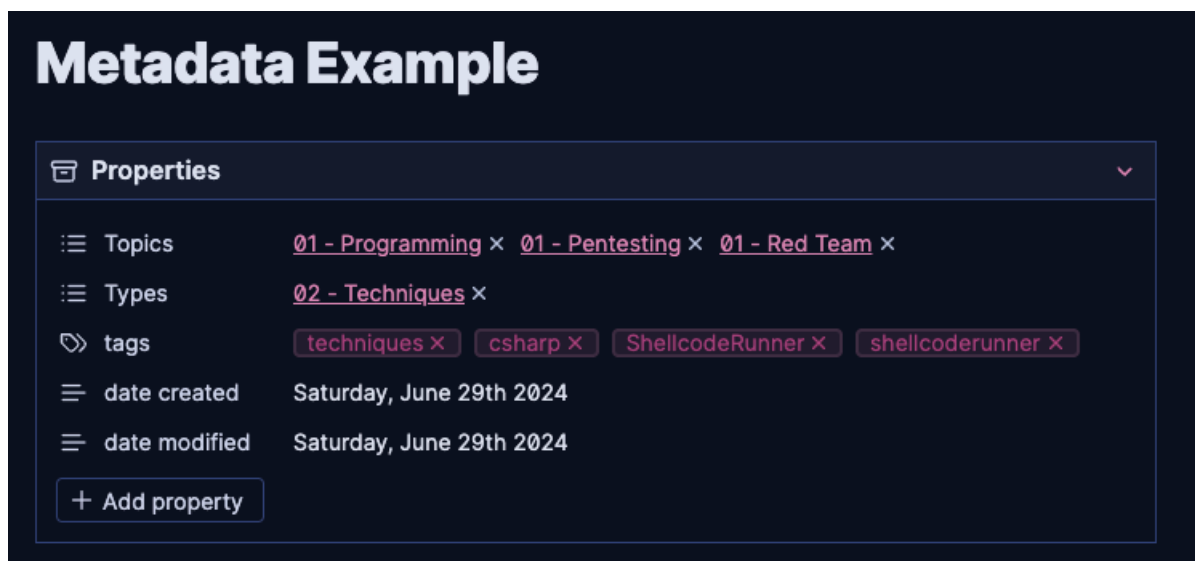 Metadata Example
Properties
Topics 01 - Programming × 01 - Pentesting × 01 - Red Team ×
Types 02 - Techniques ×
tags techniques × csharp × ShellcodeRunner × shellcoderunner ×
date created Saturday, June 29th 2024
date modified Saturday, June 29th 2024
+ Add property